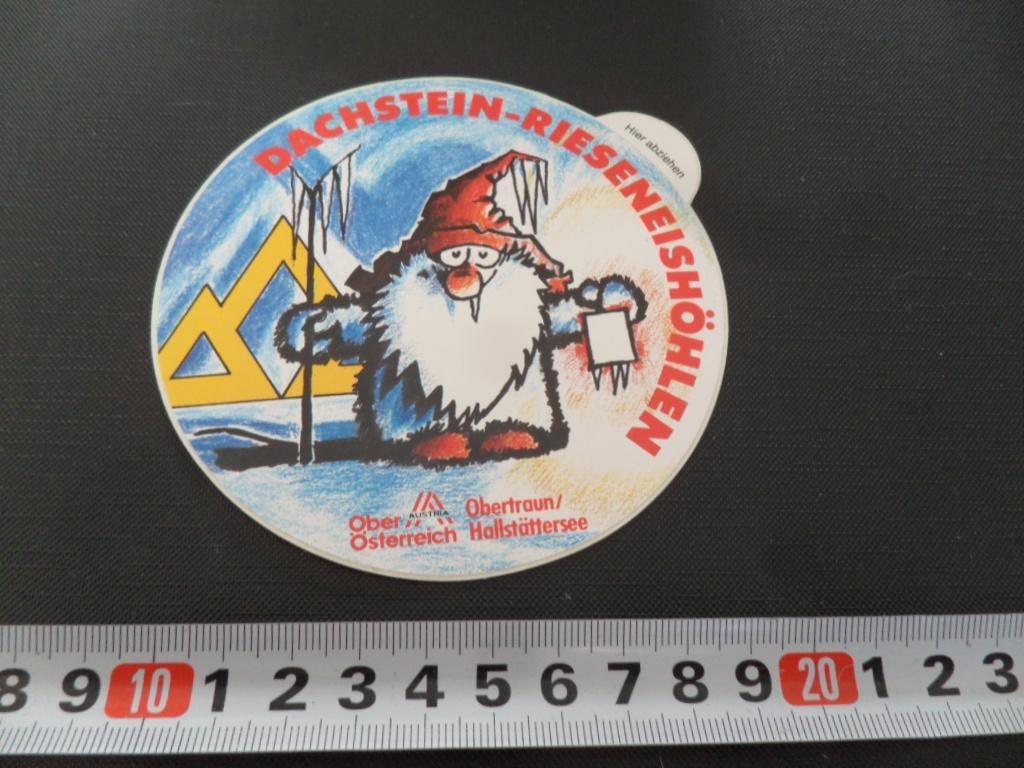 DACHSTEIN-RIESENEISHÖHLEN
Hier abziehen
Ober
Österreich
AUSTRIA
Obertraun/
Hallstättersee
8 9 10 1 2 3 4 5 6 7 8 9 20 1 2 3